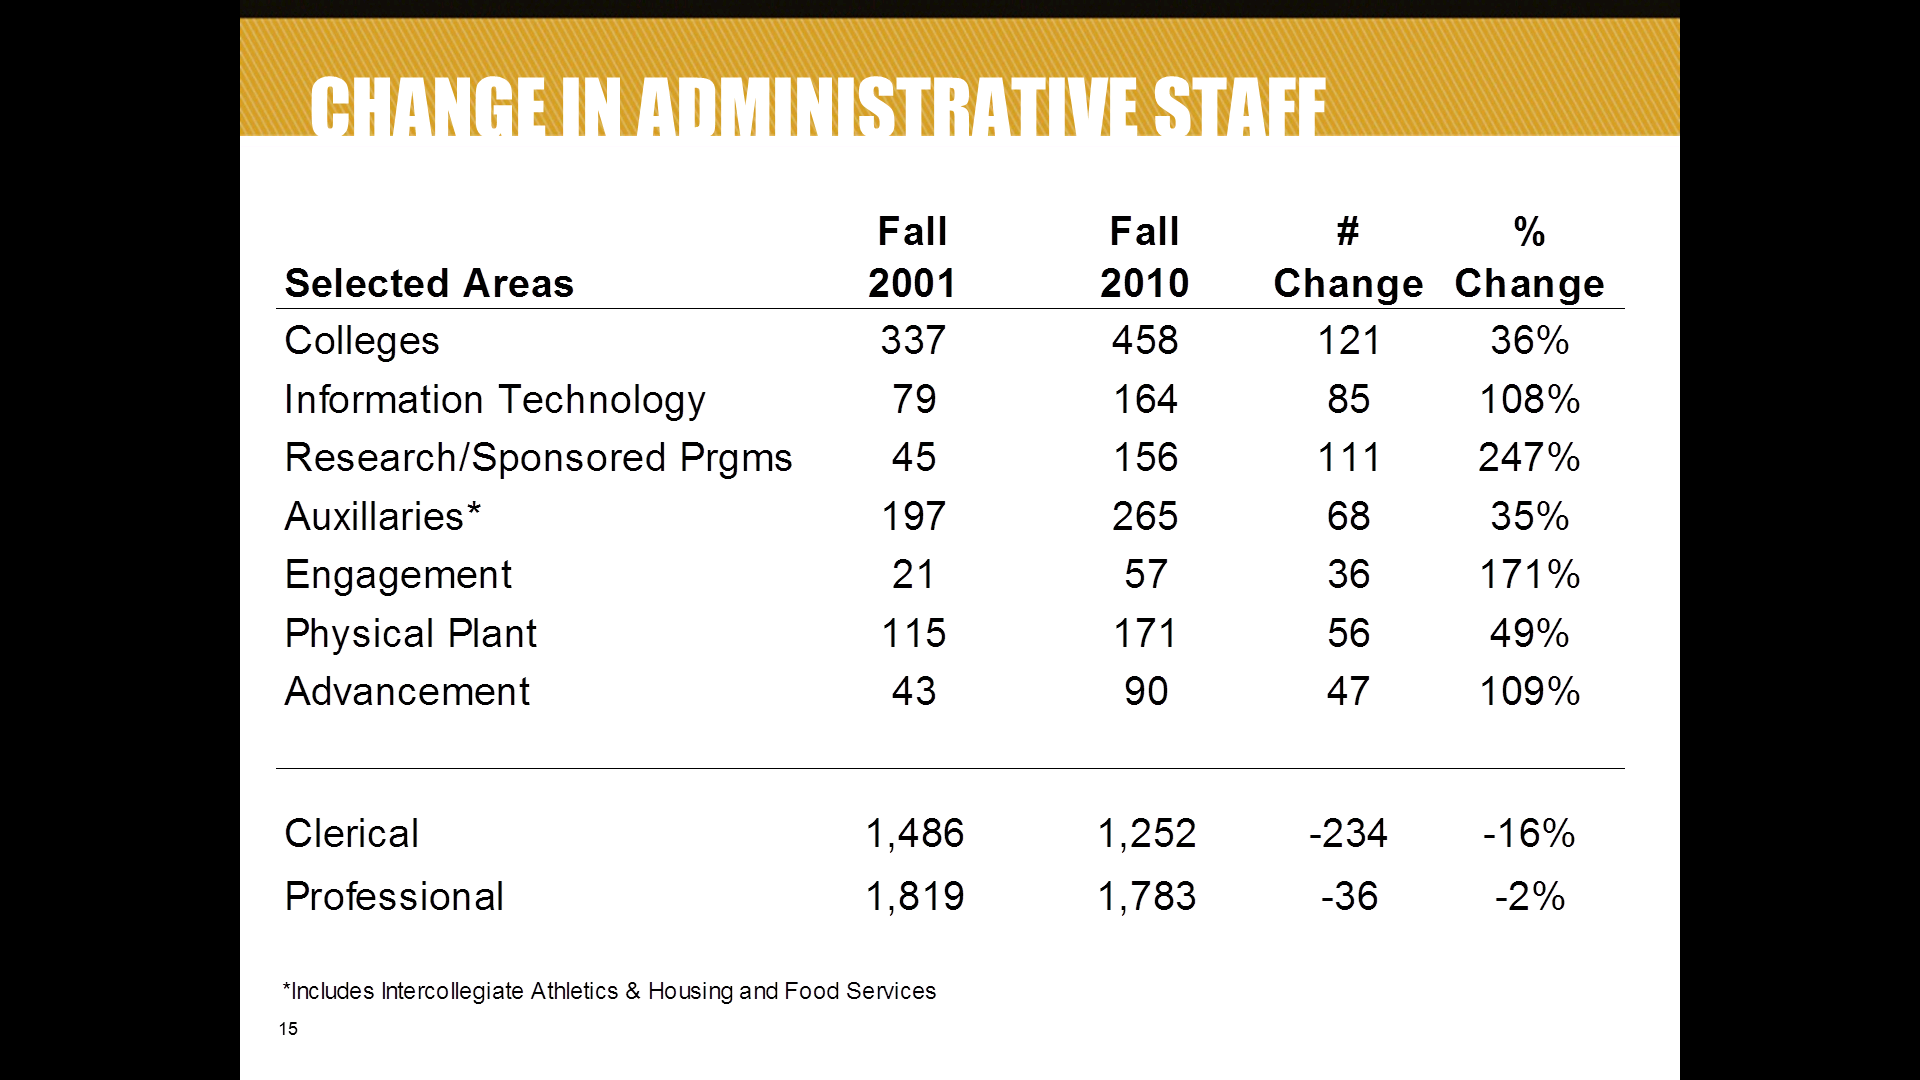 CHANGE IN ADMINISTRATIVE STAFF
Fall Fall # %
Selected Areas 2001 2010 Change Change
Colleges 337 458 121 36%
Information Technology 79 164 85 108%
Research/Sponsored Prgms 45 156 111 247%
Auxillaries* 197 265 68 35%
Engagement 21 57 36 171%
Physical Plant 115 171 56 49%
Advancement 43 90 47 109%
Clerical 1,486 1,252 -234 -16%
Professional 1,819 1,783 -36 -2%
*Includes Intercollegiate Athletics & Housing and Food Services
15